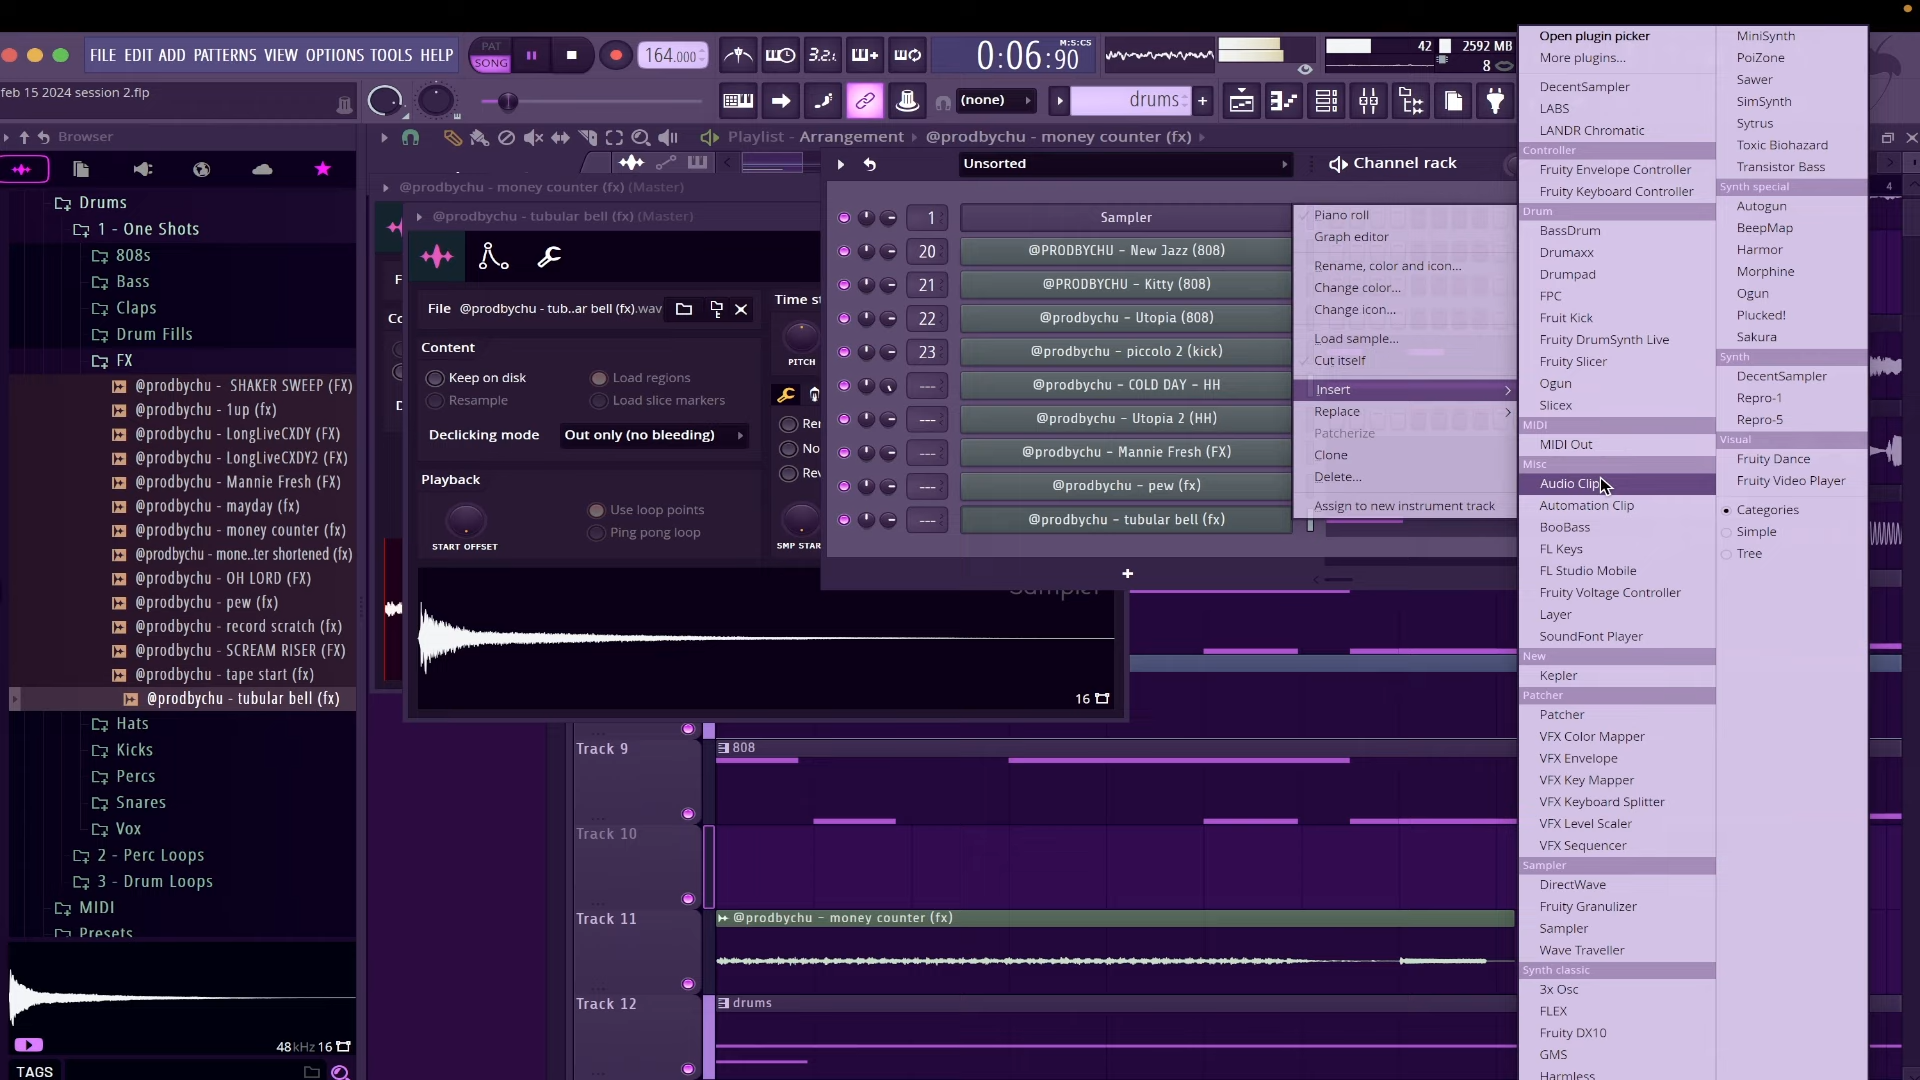 FILE EDIT ADD PATTERNS VIEW OPTIONS TOOLS HELP
PAT
SONG
164.000
3.2.
0:06:90
M:S:CS
42
2592 MB
8
feb 15 2024 session 2.flp
(none)
drums
Browser
Playlist - Arrangement
@prodbychu - money counter (fx)
4
Drums
1 - One Shots
808s
Bass
Claps
Drum Fills
FX
@prodbychu - SHAKER SWEEP (FX)
@prodbychu - 1up (fx)
@prodbychu - LongLiveCXDY (FX)
@prodbychu - LongLiveCXDY2 (FX)
@prodbychu - Mannie Fresh (FX)
@prodbychu - mayday (fx)
@prodbychu - money counter (fx)
@prodbychu - mone..ter shortened (fx)
@prodbychu - OH LORD (FX)
@prodbychu - pew (fx)
@prodbychu - record scratch (fx)
@prodbychu - SCREAM RISER (FX)
@prodbychu - tape start (fx)
@prodbychu - tubular bell (fx)
Hats
Kicks
Percs
Snares
Vox
2 - Perc Loops
3 - Drum Loops
MIDI
Presets
48kHz 16
TAGS
@prodbychu - money counter (fx) (Master)
@prodbychu - tubular bell (fx) (Master)
File @prodbychu - tub..ar bell (fx).wav
Content
Keep on disk
Resample
Load regions
Load slice markers
Declicking mode
Out only (no bleeding)
Playback
START OFFSET
Use loop points
Ping pong loop
Time st
PITCH
Rem
No
Rev
SMP STAR
Sampler
16
Unsorted
Channel rack
1 Sampler
20 @PRODBYCHU - New Jazz (808)
21 @PRODBYCHU - Kitty (808)
22 @prodbychu - Utopia (808)
23 @prodbychu - piccolo 2 (kick)
--- @prodbychu - COLD DAY - HH
--- @prodbychu - Utopia 2 (HH)
--- @prodbychu - Mannie Fresh (FX)
--- @prodbychu - pew (fx)
--- @prodbychu - tubular bell (fx)
+
Piano roll
Graph editor
Rename, color and icon...
Change color...
Change icon...
Load sample...
Cut itself
Insert
Replace
Patcherize
Clone
Delete...
Assign to new instrument track
Track 9
808
Track 10
Track 11
@prodbychu - money counter (fx)
Track 12
drums
Open plugin picker
More plugins...
DecentSampler
LABS
LANDR Chromatic
Controller
Fruity Envelope Controller
Fruity Keyboard Controller
Drum
BassDrum
Drumaxx
Drumpad
FPC
Fruit Kick
Fruity DrumSynth Live
Fruity Slicer
Ogun
Slicex
MIDI
MIDI Out
Misc
Audio Clip
Automation Clip
BooBass
FL Keys
FL Studio Mobile
Fruity Voltage Controller
Layer
SoundFont Player
New
Kepler
Patcher
Patcher
VFX Color Mapper
VFX Envelope
VFX Key Mapper
VFX Keyboard Splitter
VFX Level Scaler
VFX Sequencer
Sampler
DirectWave
Fruity Granulizer
Sampler
Wave Traveller
Synth classic
3x Osc
FLEX
Fruity DX10
GMS
Harmless
MiniSynth
PoiZone
Sawer
SimSynth
Sytrus
Toxic Biohazard
Transistor Bass
Synth special
Autogun
BeepMap
Harmor
Morphine
Ogun
Plucked!
Sakura
Synth
DecentSampler
Repro-1
Repro-5
Visual
Fruity Dance
Fruity Video Player
Categories
Simple
Tree